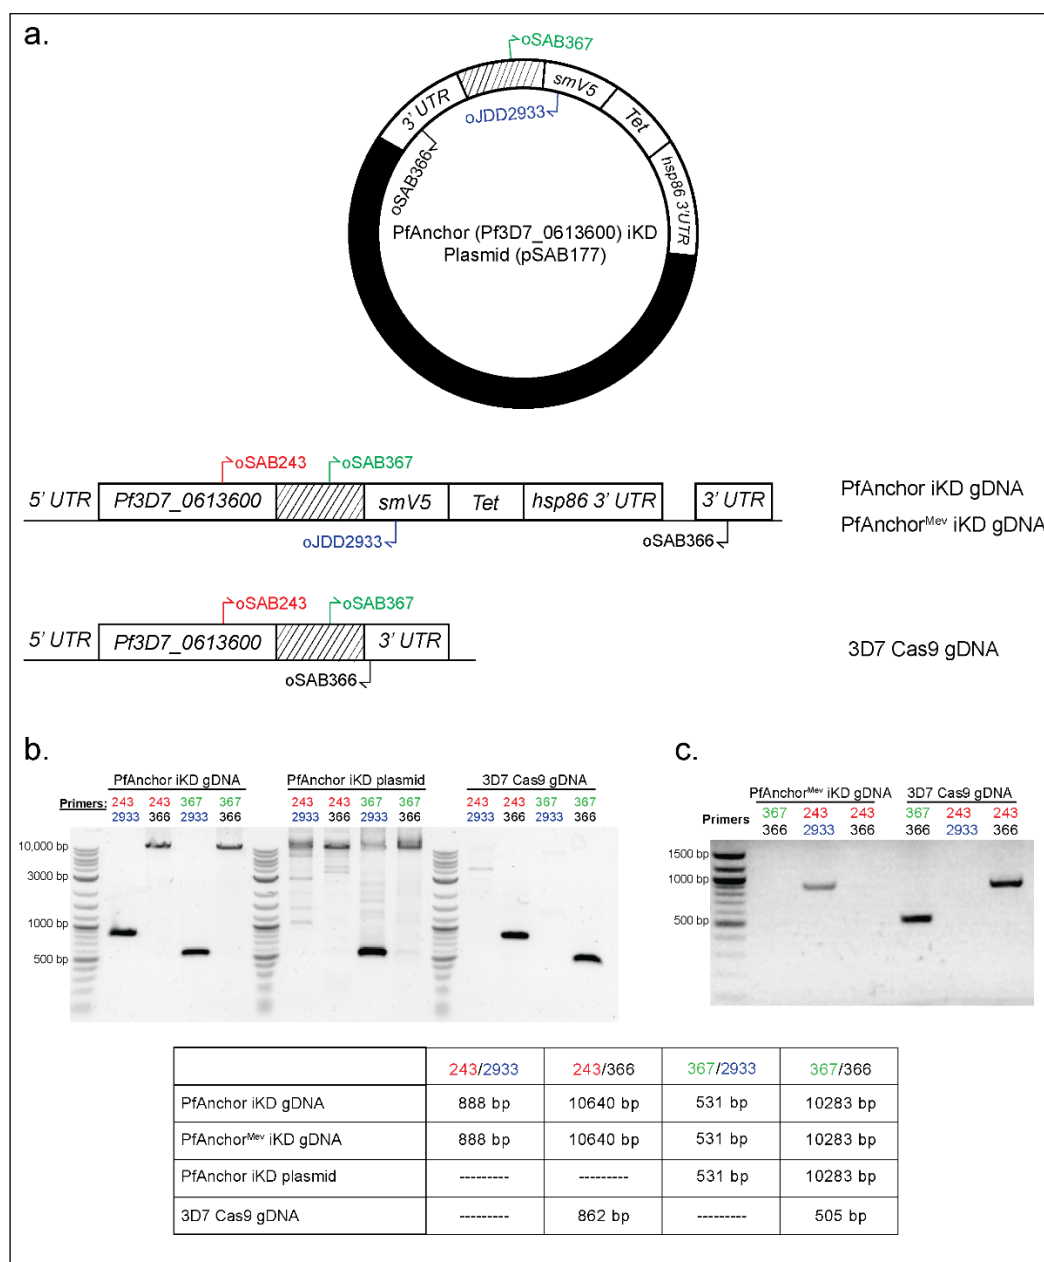 a.
oSAB367
3' UTR
smV5
Tet
hsp86 3'UTR
oJDD2933
oSAB366
PfAnchor (Pf3D7_0613600) iKD
Plasmid (pSAB177)
oSAB243
oSAB367
5' UTR
Pf3D7_0613600
smV5
Tet
hsp86 3' UTR
3' UTR
oJDD2933
oSAB366
PfAnchor iKD gDNA
PfAnchorMev iKD gDNA
oSAB243
oSAB367
5' UTR
Pf3D7_0613600
3' UTR
oSAB366
3D7 Cas9 gDNA
b.
PfAnchor iKD gDNA
PfAnchor iKD plasmid
3D7 Cas9 gDNA
Primers:
243 243 367 367
2933 366 2933 366
243 243 367 367
2933 366 2933 366
243 243 367 367
2933 366 2933 366
10,000 bp
3000 bp
1000 bp
500 bp
c.
PfAnchorMev iKD gDNA
3D7 Cas9 gDNA
Primers
367 243 243
366 2933 366
367 243 243
366 2933 366
1500 bp
1000 bp
500 bp
243/2933 243/366 367/2933 367/366
PfAnchor iKD gDNA 888 bp 10640 bp 531 bp 10283 bp
PfAnchorMev iKD gDNA 888 bp 10640 bp 531 bp 10283 bp
PfAnchor iKD plasmid --------- --------- 531 bp 10283 bp
3D7 Cas9 gDNA --------- 862 bp --------- 505 bp